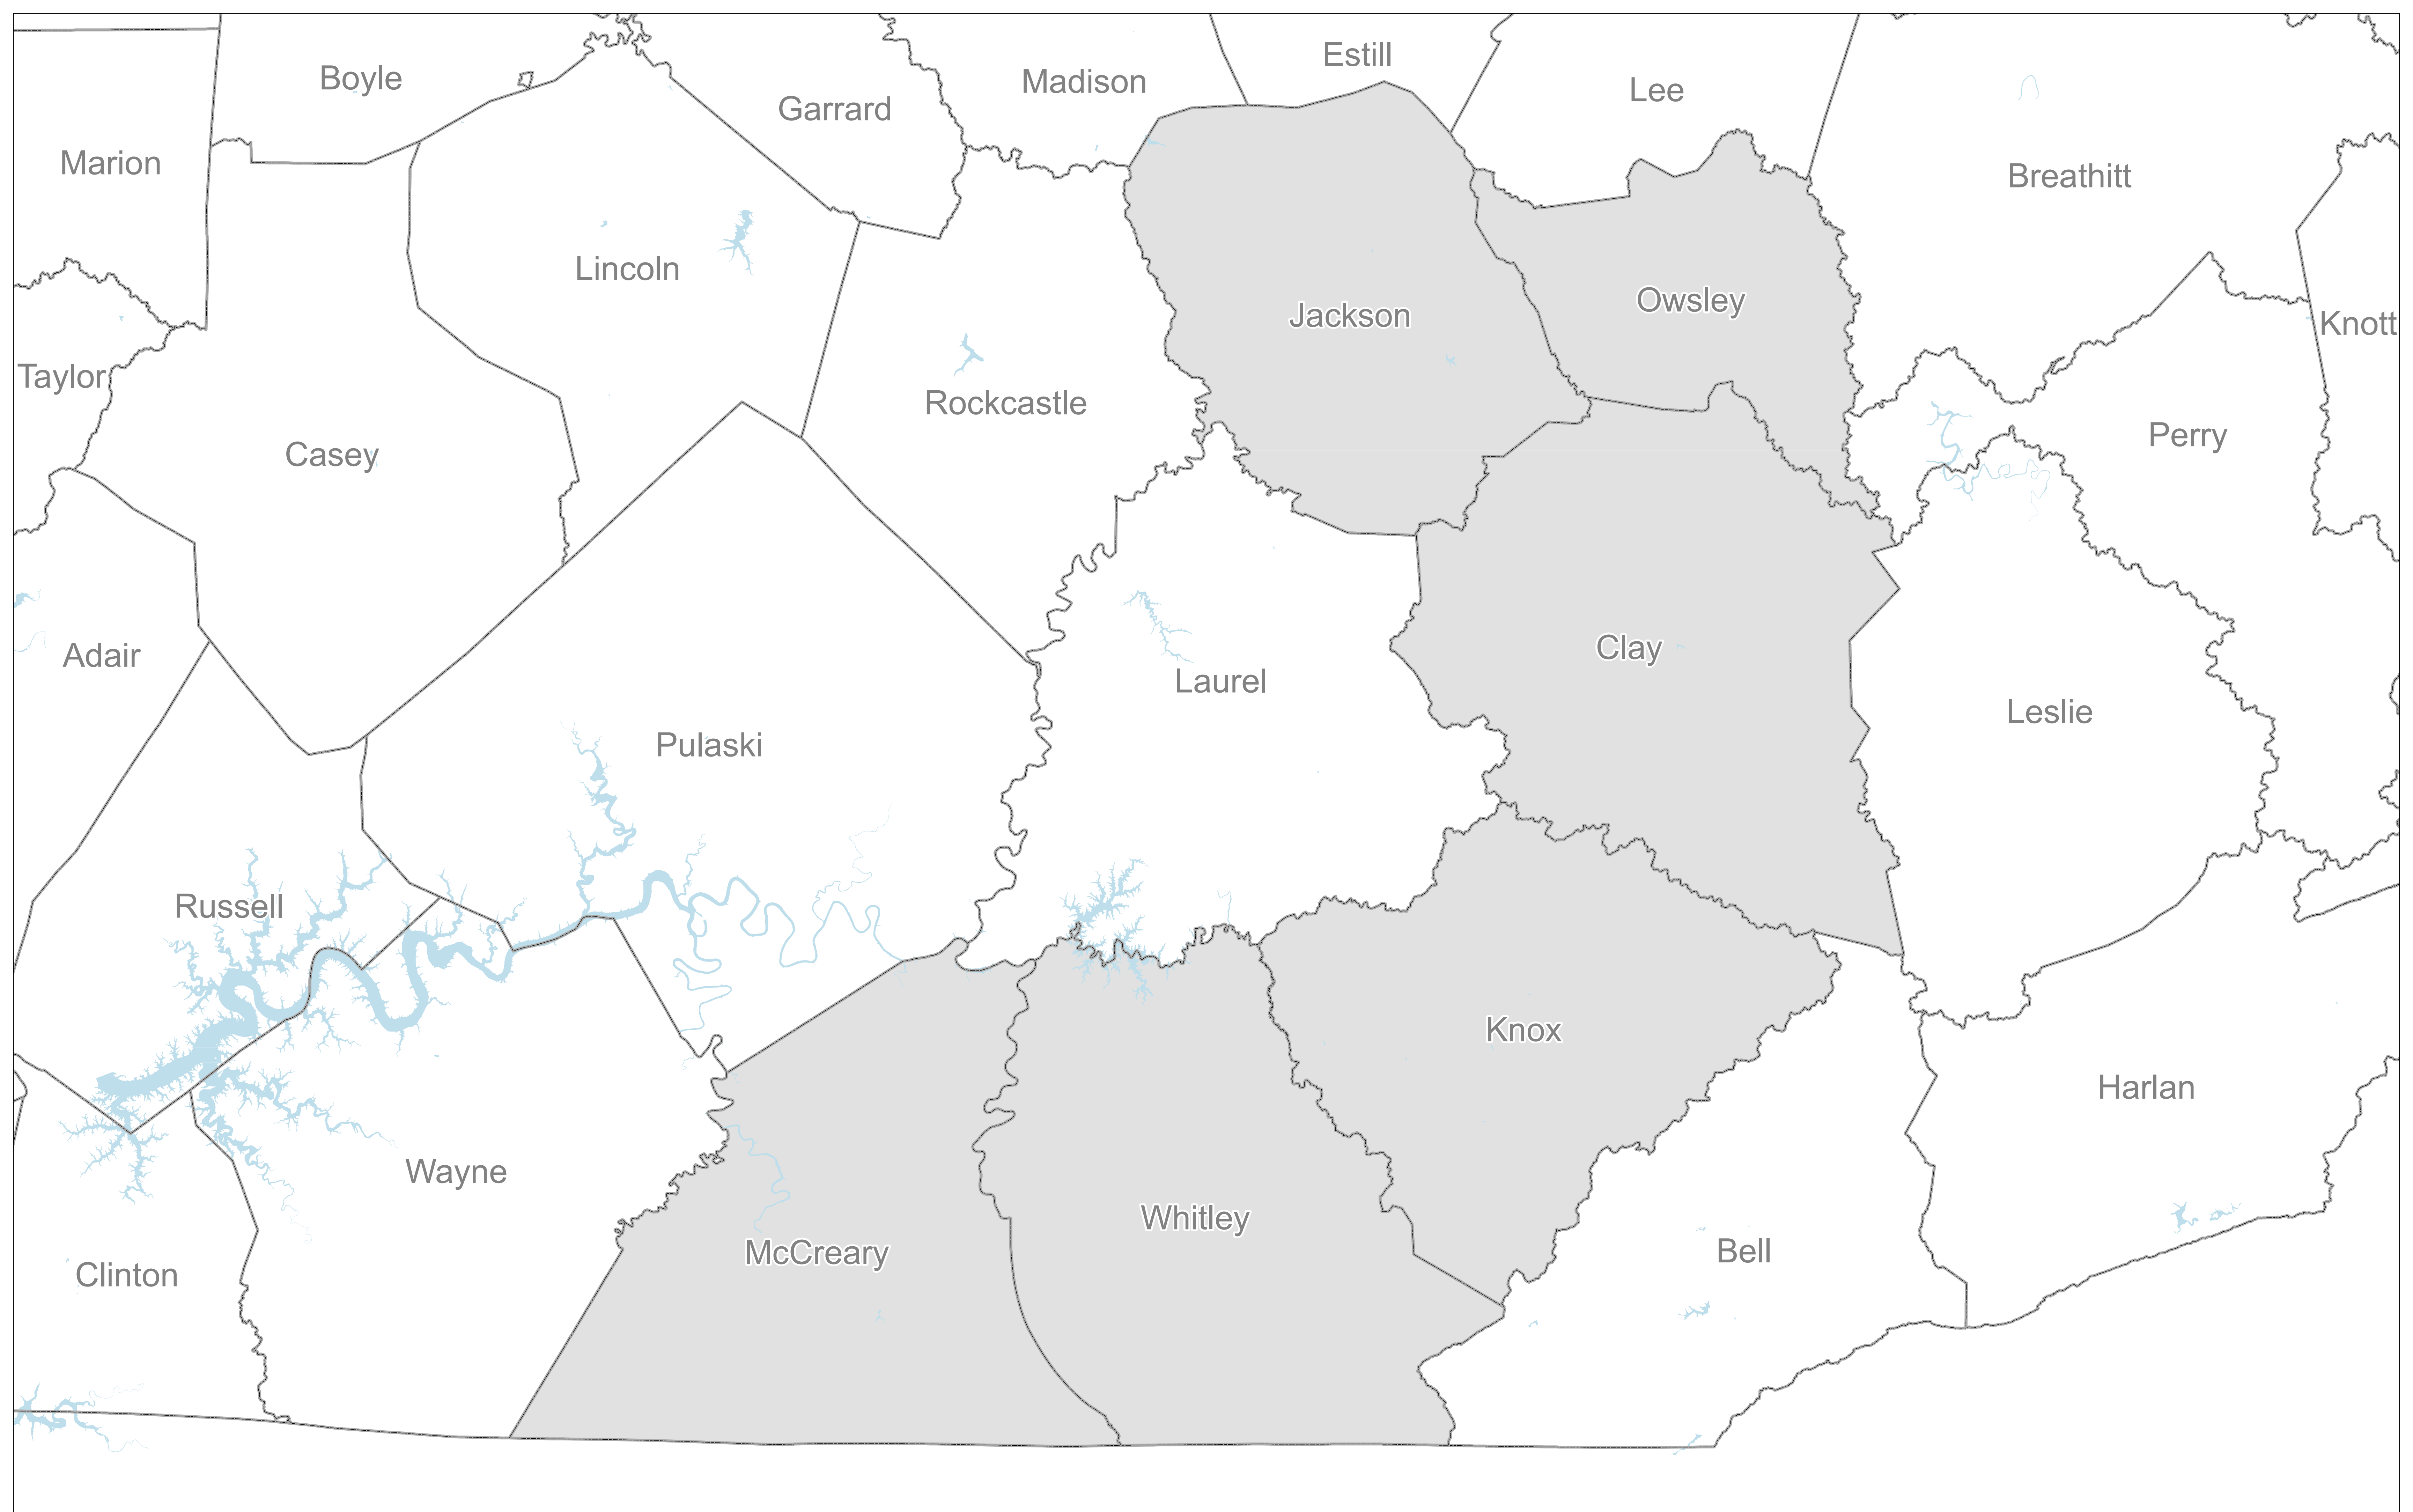 Estill
Boyle
Madison
Lee
Garrard
Marion
Breathitt
Lincoln
Owsley
Jackson
Knott
Taylor
Rockcastle
Perry
Casey
Clay
Adair
Laurel
Leslie
Pulaski
Russell
Knox
Harlan
Wayne
Whitley
Bell
McCreary
Clinton